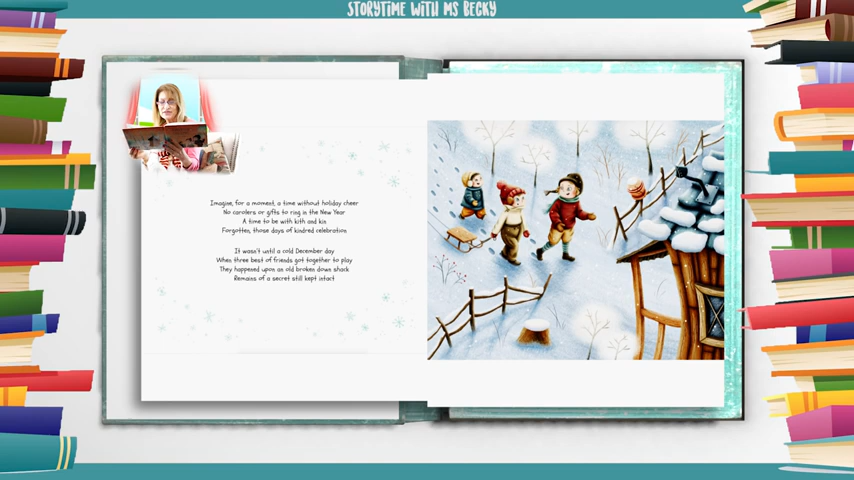 STORYTIME WITH MS BECKY
Imagine, for a moment, a time without holiday cheer
No carolers or gifts to ring in the New Year
A time to be with kith and kin
Forgotten, those days of kindred celebration
It wasn't until a cold December day
When three best of friends got together to play
They happened upon an old broken down shack
Remains of a secret still kept intact